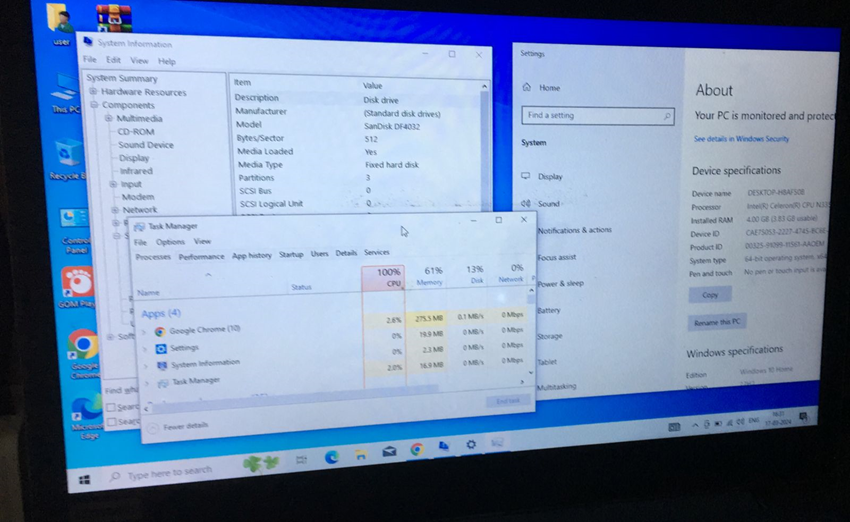 user
This PC
Recycle
Control
Panel
GOM Play
Google
Chrome
Microsoft
Edge
System Information
File Edit View Help
System Summary
Hardware Resources
Components
Multimedia
CD-ROM
Sound Device
Display
Infrared
Input
Modem
Network
Item Value
Description Disk drive
Manufacturer (Standard disk drives)
Model SanDisk DF4032
Bytes/Sector 512
Media Loaded Yes
Media Type Fixed hard disk
Partitions 3
SCSI Bus 0
SCSI Logical Unit 0
Find
Task Manager
File Options View
Processes Performance App history Startup Users Details Services
100% 61% 13% 0%
Name Status CPU Memory Disk Network
Apps (4)
Google Chrome (10) 2.6% 275.5 MB 0.1 MB/s 0 Mbps
Settings 0% 19.9 MB 0 MB/s 0 Mbps
System Information 0% 2.3 MB 0 MB/s 0 Mbps
Task Manager 2.0% 16.9 MB 0 MB/s 0 Mbps
Fewer details
End task
Settings
Home
Find a setting
System
Display
Sound
Notifications & actions
Focus assist
Power & sleep
Battery
Storage
Tablet
Multitasking
About
Your PC is monitored and protec
See details in Windows Security
Device specifications
Device name
Processor Intel(R) Celeron(R) CPU
Installed RAM 4.00 GB (3.83 GB usable)
Device ID
Product ID
System type 64-bit operating system,
Pen and touch No pen or touch input is
Copy
Rename this PC
Windows specifications
Edition Windows 10 Home
Type here to search
ENG